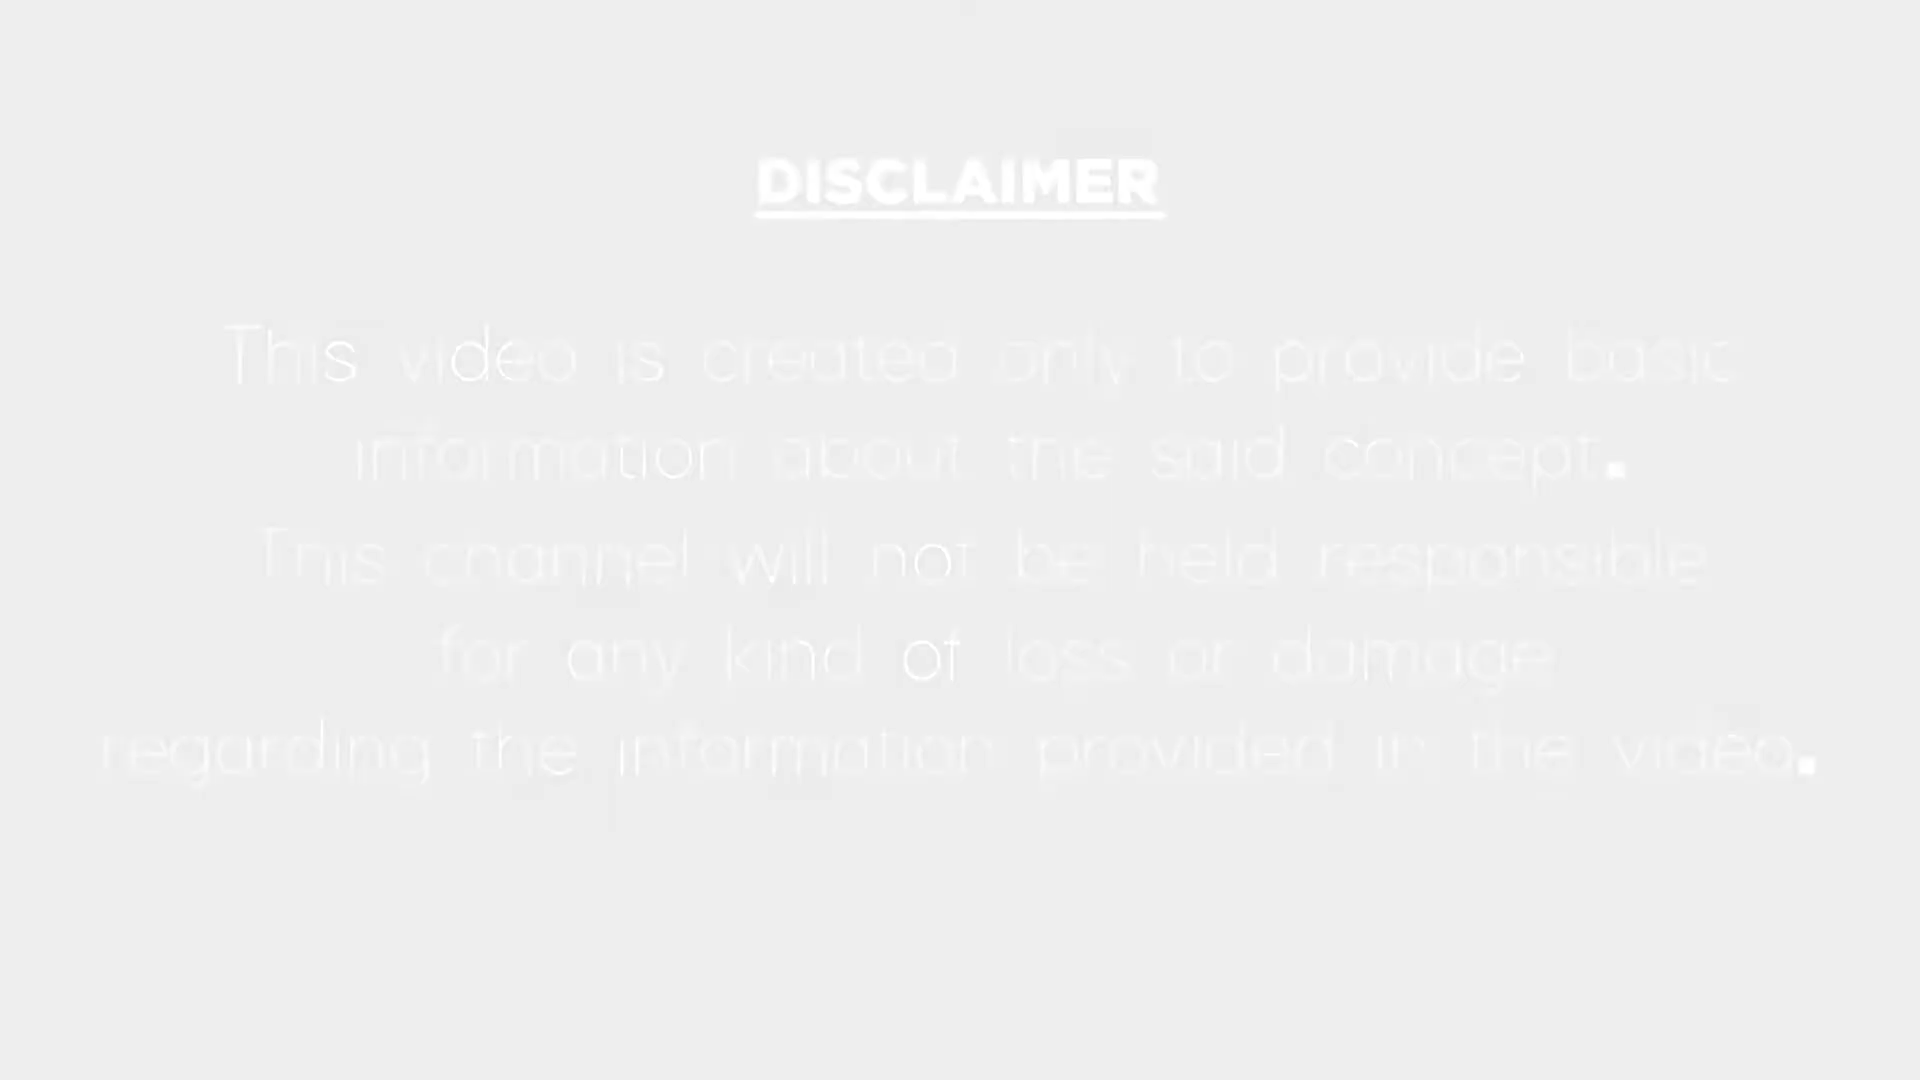 DISCLAIMER
This video is created only to provide basic
information about the said concept.
This channel will not be held responsible
for any kind of loss or damage
regarding the information provided in the video.